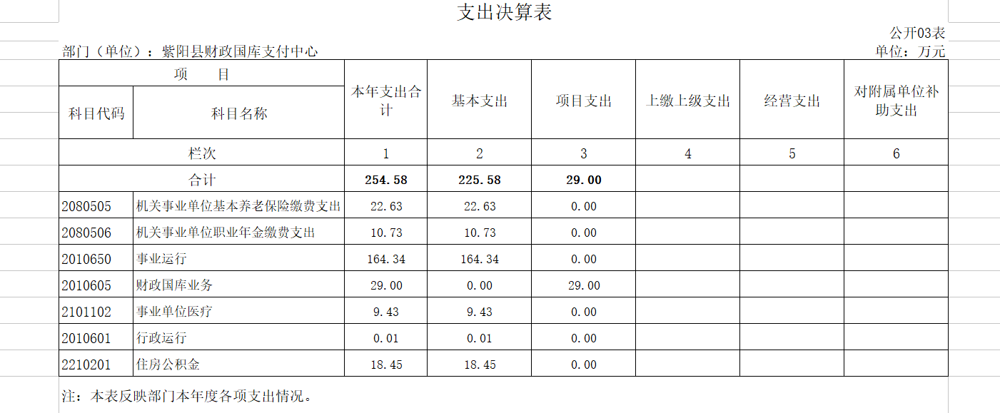 支出决算表
公开03表
部门（单位）：紫阳县财政国库支付中心 单位：万元
项 目 本年支出合计 基本支出 项目支出 上缴上级支出 经营支出 对附属单位补助支出
科目代码 科目名称
栏次 1 2 3 4 5 6
合计 254.58 225.58 29.00
2080505 机关事业单位基本养老保险缴费支出 22.63 22.63 0.00
2080506 机关事业单位职业年金缴费支出 10.73 10.73 0.00
2010650 事业运行 164.34 164.34 0.00
2010605 财政国库业务 29.00 0.00 29.00
2101102 事业单位医疗 9.43 9.43 0.00
2010601 行政运行 0.01 0.01 0.00
2210201 住房公积金 18.45 18.45 0.00
注：本表反映部门本年度各项支出情况。